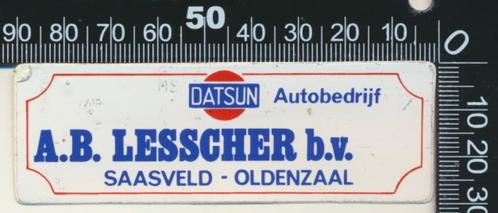 90 80 70 60 50 40 30 20 10 0
DATSUN Autobedrijf
A.B. LESSCHER b.v.
SAASVELD - OLDENZAAL
10 20 30